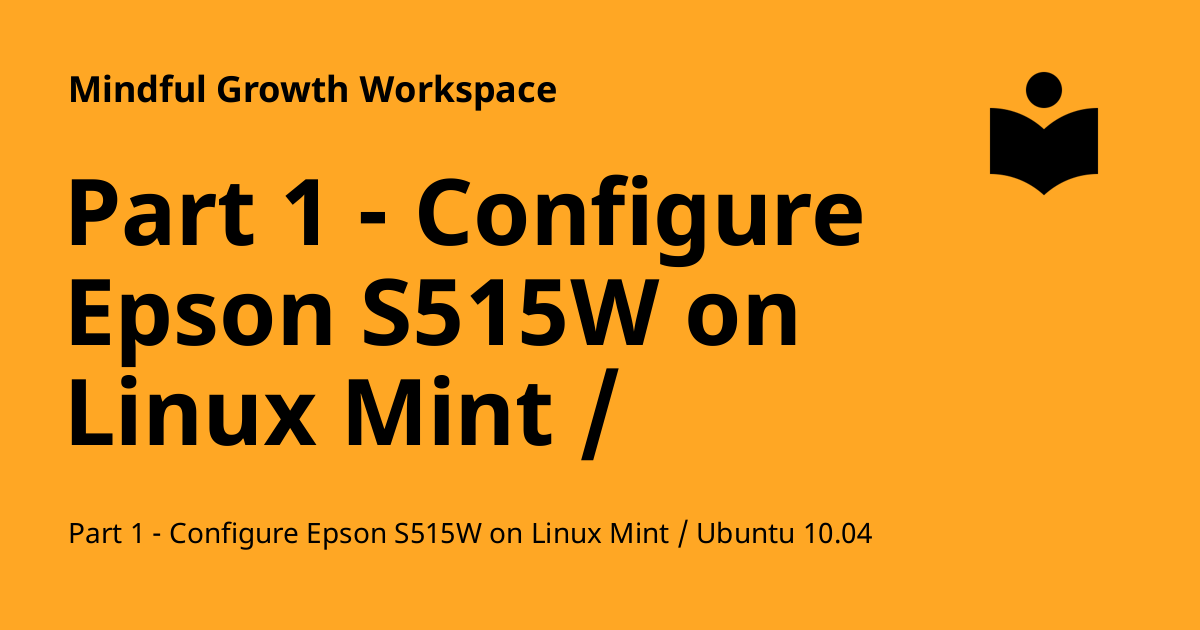 Mindful Growth Workspace
Part 1 - Configure
Epson S515W on
Linux Mint /
Part 1 - Configure Epson S515W on Linux Mint / Ubuntu 10.04